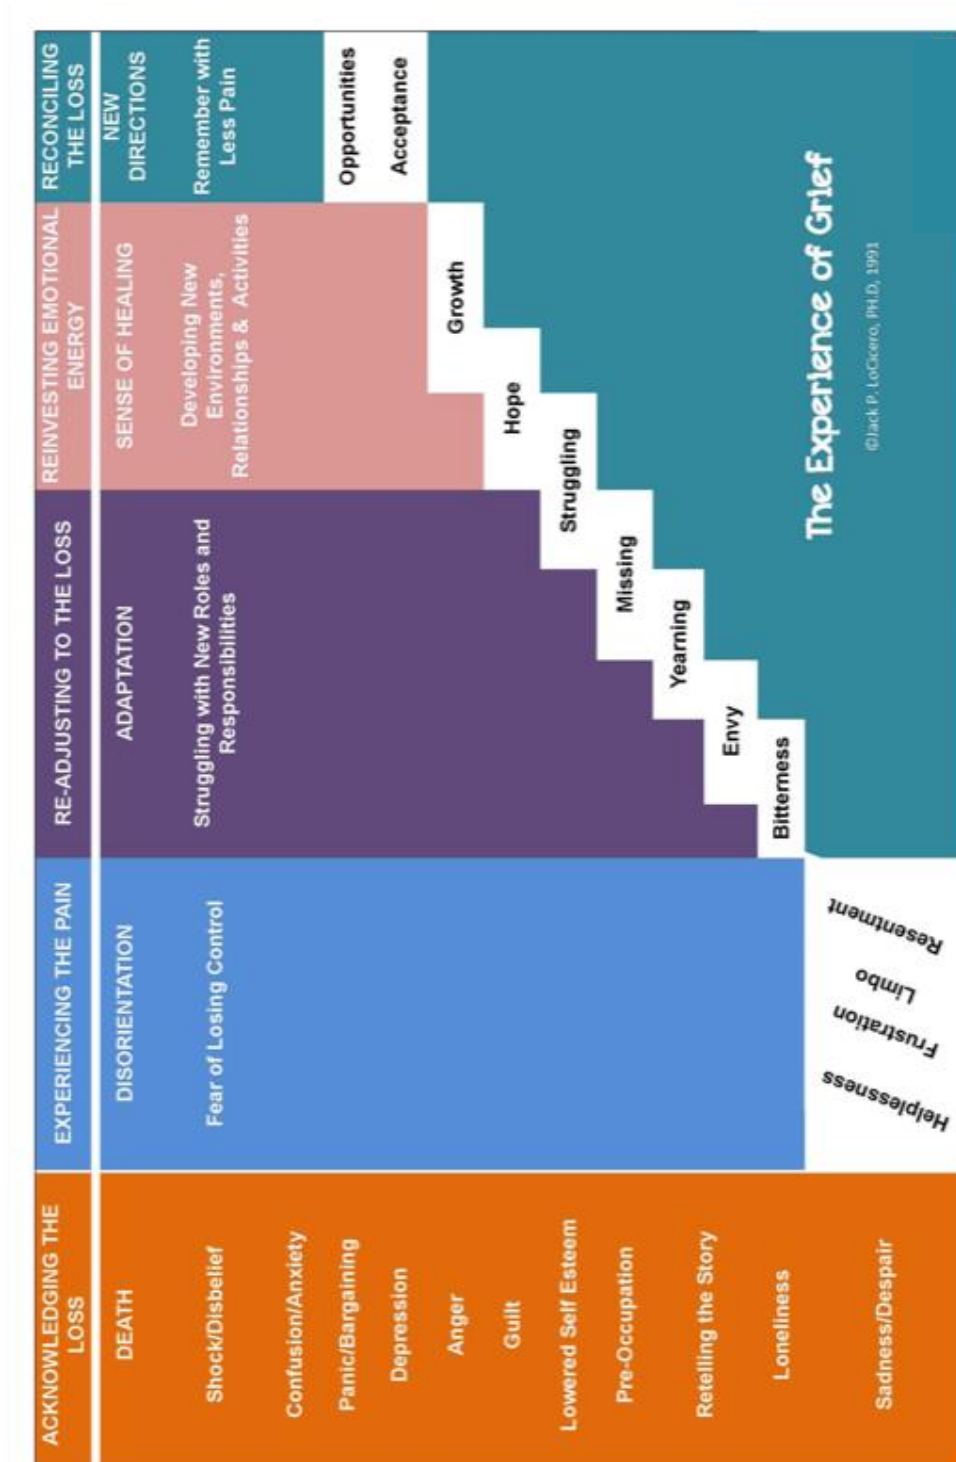 ACKNOWLEDGING THE
LOSS
EXPERIENCING THE PAIN
RE-ADJUSTING TO THE LOSS
REINVESTING EMOTIONAL
ENERGY
RECONCILING
THE LOSS
DEATH
DISORIENTATION
ADAPTATION
SENSE OF HEALING
NEW
DIRECTIONS
Shock/Disbelief
Fear of Losing Control
Struggling with New Roles and
Responsibilities
Developing New
Environments,
Relationships & Activities
Remember with
Less Pain
Confusion/Anxiety
Panic/Bargaining
Opportunities
Depression
Acceptance
Anger
Growth
Guilt
Hope
Lowered Self Esteem
Struggling
Pre-Occupation
Missing
Yearning
Retelling the Story
Envy
Loneliness
Bitterness
Sadness/Despair
Helplessness
Frustration
Limbo
Resentment
The Experience of Grief
©Jack P. LoCicero, PH.D, 1991